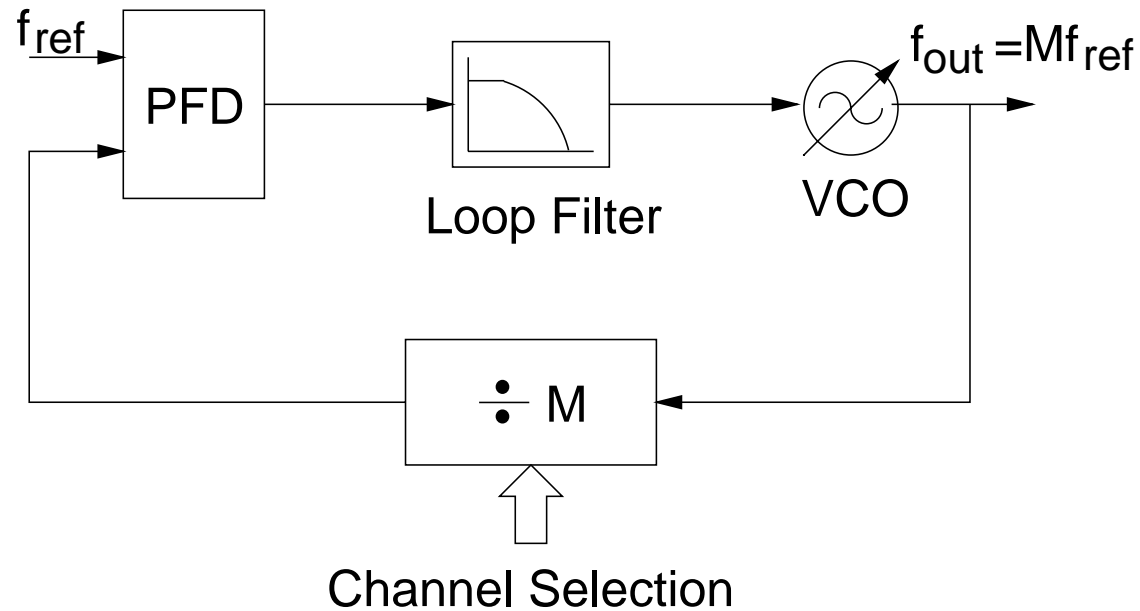 f_ref
PFD
Loop Filter
f_out =Mf_ref
VCO
÷ M
Channel Selection